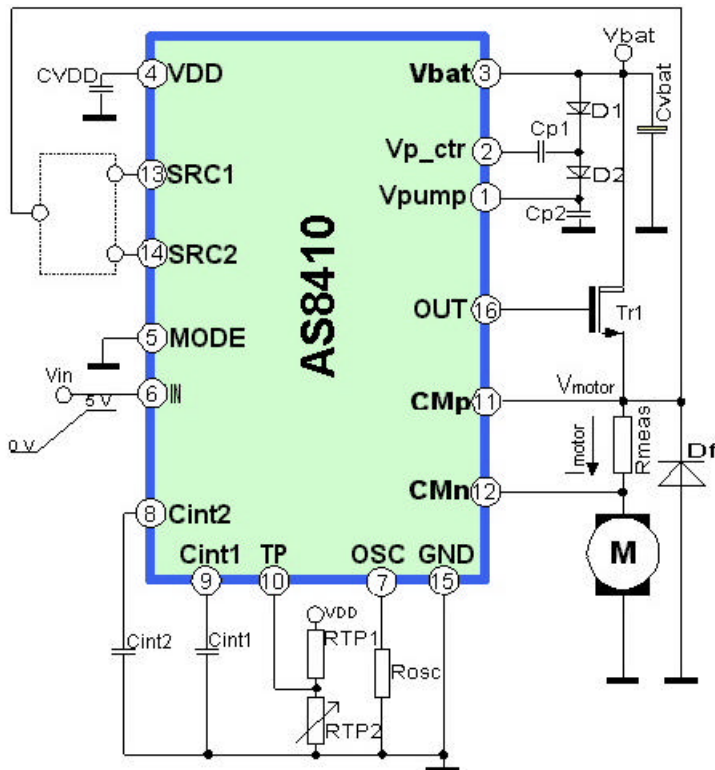 Vbat
CVDD
4 VDD
Vbat 3
Cvbat
D1
Vp_ctr 2
Cp1
13 SRC1
D2
Vpump 1
Cp2
14 SRC2
AS8410
OUT 16
Tr1
5 MODE
Vin
6 IN
5 V
0 V
CMp 11
Vmotor
Imotor
Rmeas
Df
CMn 12
8 Cint2
M
Cint1 TP OSC GND
9 10 7 15
VDD
Cint2
Cint1
RTP1
Rosc
RTP2